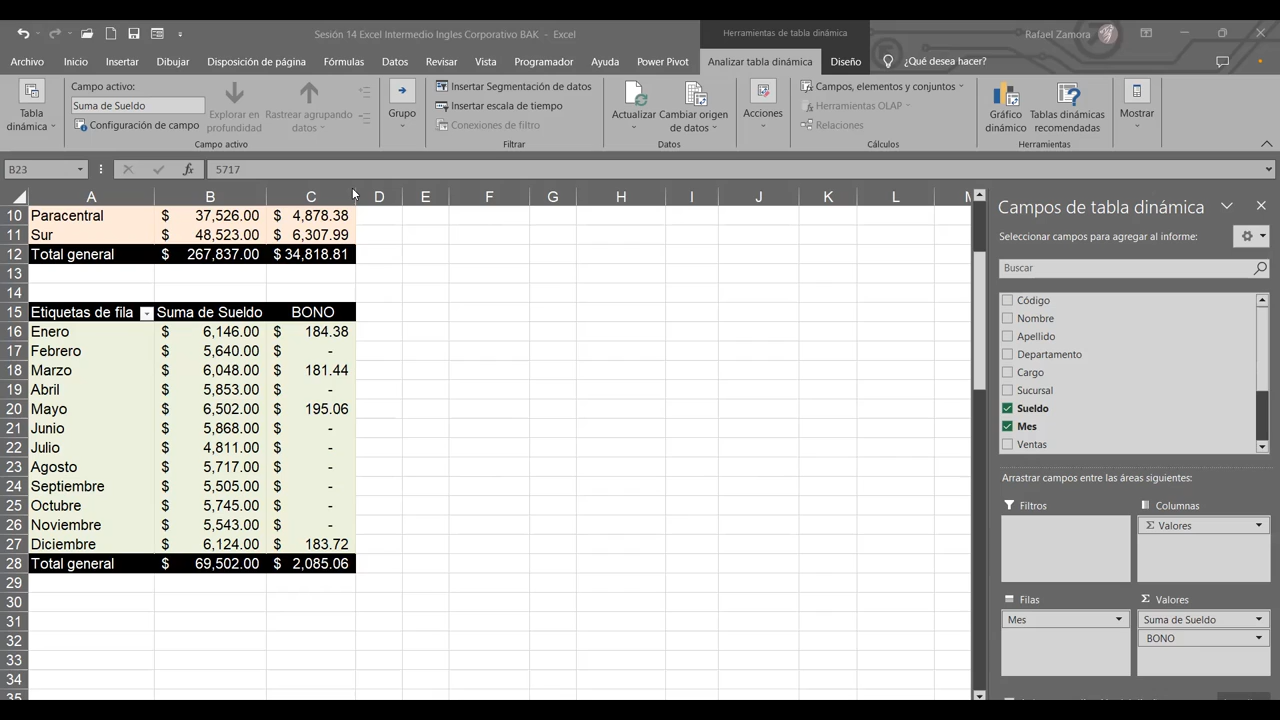 Sesión 14 Excel Intermedio Ingles Corporativo BAK - Excel
Herramientas de tabla dinámica
Rafael Zamora
Archivo Inicio Insertar Dibujar Disposición de página Fórmulas Datos Revisar Vista Programador Ayuda Power Pivot Analizar tabla dinámica Diseño ¿Qué desea hacer?
Tabla dinámica
Campo activo:
Suma de Sueldo
Configuración de campo
Explorar en profundidad
Rastrear agrupando datos
Campo activo
Grupo
Insertar Segmentación de datos
Insertar escala de tiempo
Conexiones de filtro
Filtrar
Actualizar
Cambiar origen de datos
Datos
Acciones
Campos, elementos y conjuntos
Herramientas OLAP
Relaciones
Cálculos
Gráfico dinámico
Tablas dinámicas recomendadas
Herramientas
Mostrar
B23 fx 5717
A B C D E F G H I J K L M
10 Paracentral $ 37,526.00 $ 4,878.38
11 Sur $ 48,523.00 $ 6,307.99
12 Total general $ 267,837.00 $ 34,818.81
13
14
15 Etiquetas de fila Suma de Sueldo BONO
16 Enero $ 6,146.00 $ 184.38
17 Febrero $ 5,640.00 $ -
18 Marzo $ 6,048.00 $ 181.44
19 Abril $ 5,853.00 $ -
20 Mayo $ 6,502.00 $ 195.06
21 Junio $ 5,868.00 $ -
22 Julio $ 4,811.00 $ -
23 Agosto $ 5,717.00 $ -
24 Septiembre $ 5,505.00 $ -
25 Octubre $ 5,745.00 $ -
26 Noviembre $ 5,543.00 $ -
27 Diciembre $ 6,124.00 $ 183.72
28 Total general $ 69,502.00 $ 2,085.06
29
30
31
32
33
34
35
Campos de tabla dinámica
Seleccionar campos para agregar al informe:
Buscar
Código
Nombre
Apellido
Departamento
Cargo
Sucursal
Sueldo
Mes
Ventas
Arrastrar campos entre las áreas siguientes:
Filtros
Columnas
Σ Valores
Filas
Σ Valores
Mes
Suma de Sueldo
BONO